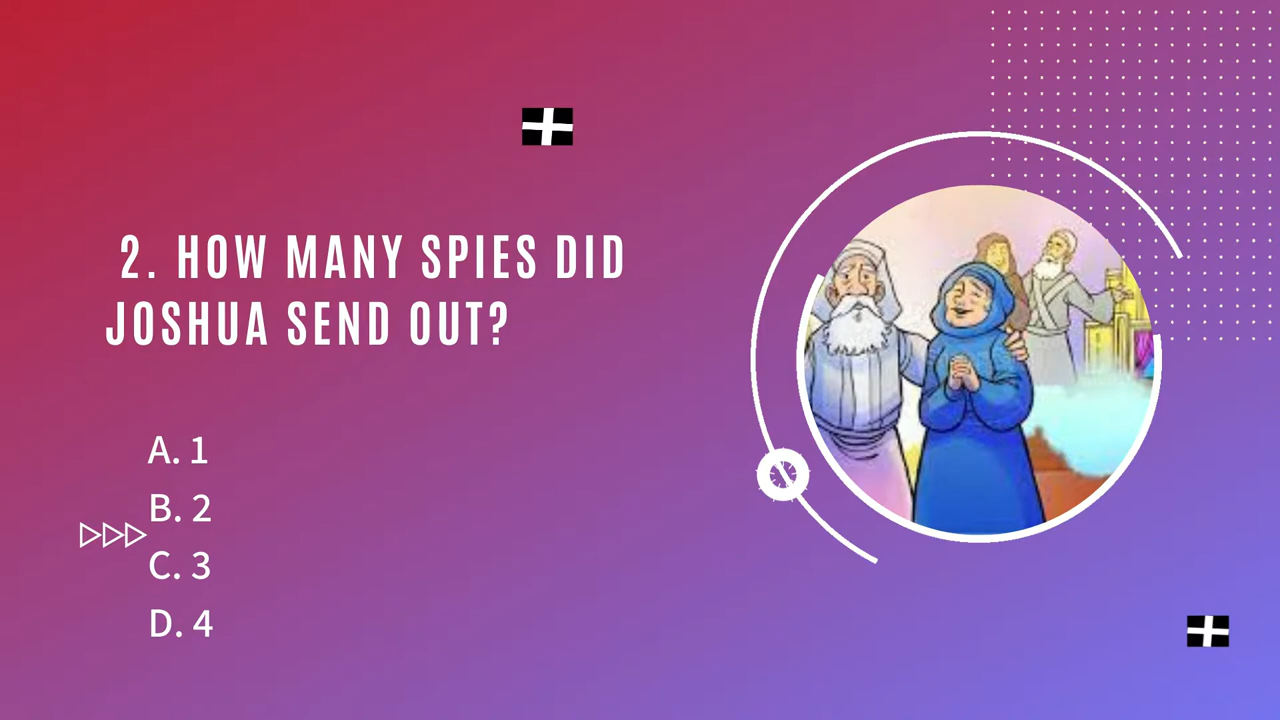 2. HOW MANY SPIES DID
JOSHUA SEND OUT?
A. 1
B. 2
C. 3
D. 4